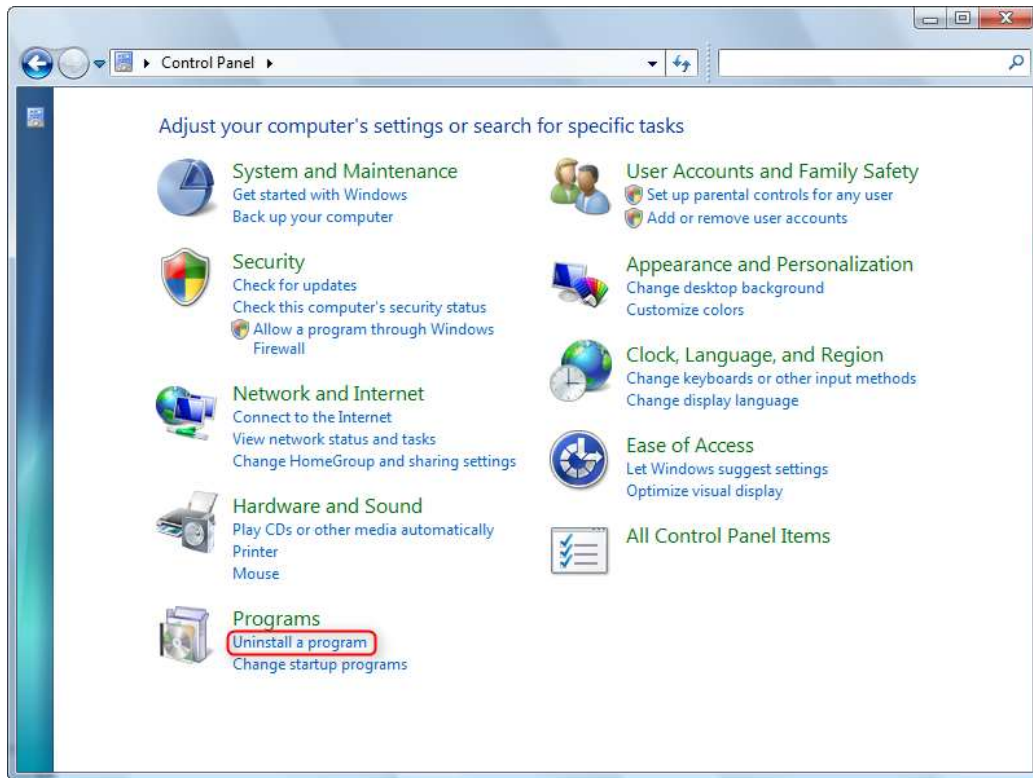 Control Panel
Adjust your computer's settings or search for specific tasks
System and Maintenance
Get started with Windows
Back up your computer
Security
Check for updates
Check this computer's security status
Allow a program through Windows
Firewall
Network and Internet
Connect to the Internet
View network status and tasks
Change HomeGroup and sharing settings
Hardware and Sound
Play CDs or other media automatically
Printer
Mouse
Programs
Uninstall a program
Change startup programs
User Accounts and Family Safety
Set up parental controls for any user
Add or remove user accounts
Appearance and Personalization
Change desktop background
Customize colors
Clock, Language, and Region
Change keyboards or other input methods
Change display language
Ease of Access
Let Windows suggest settings
Optimize visual display
All Control Panel Items